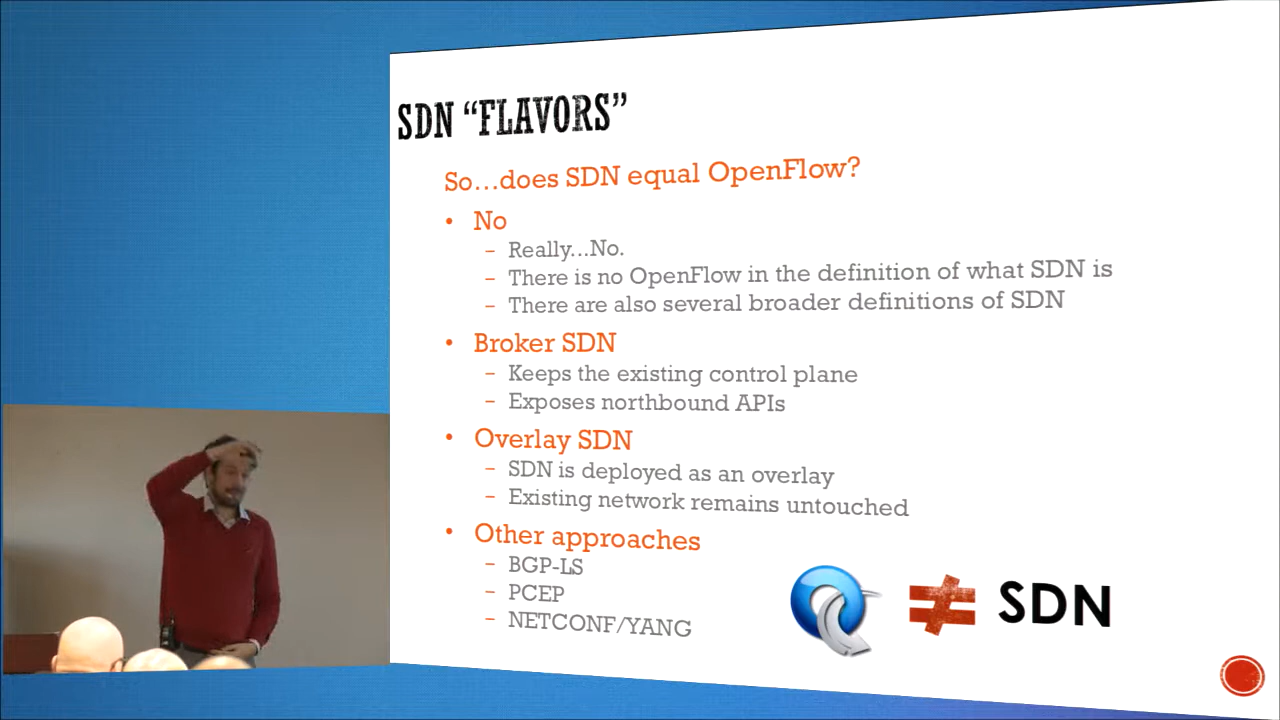 SDN “FLAVORS”
So...does SDN equal OpenFlow?
• No
– Really...No.
– There is no OpenFlow in the definition of what SDN is
– There are also several broader definitions of SDN
• Broker SDN
– Keeps the existing control plane
– Exposes northbound APIs
• Overlay SDN
– SDN is deployed as an overlay
– Existing network remains untouched
• Other approaches
– BGP-LS
– PCEP
– NETCONF/YANG
≠ SDN